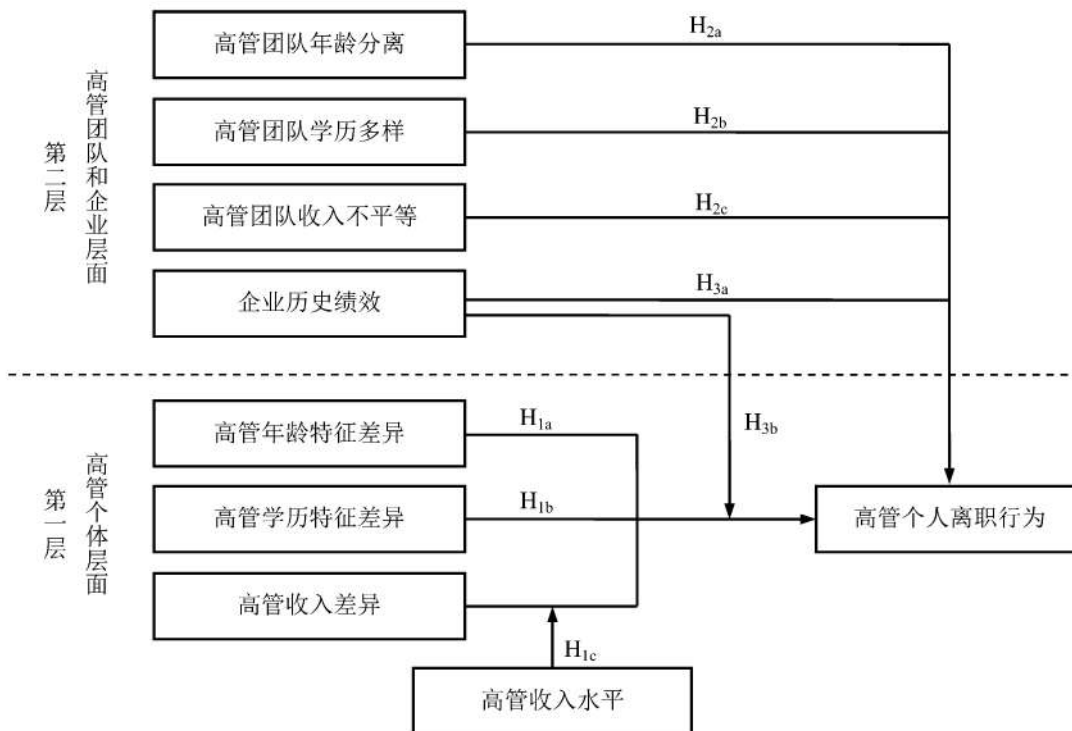 高管团队年龄分离
H2a
高管团队学历多样
H2b
高管团队收入不平等
H2c
企业历史绩效
H3a
第二层
高管团队和企业层面
高管年龄特征差异
H1a
H3b
高管学历特征差异
H1b
高管个人离职行为
高管收入差异
第一层
高管个体层面
H1c
高管收入水平